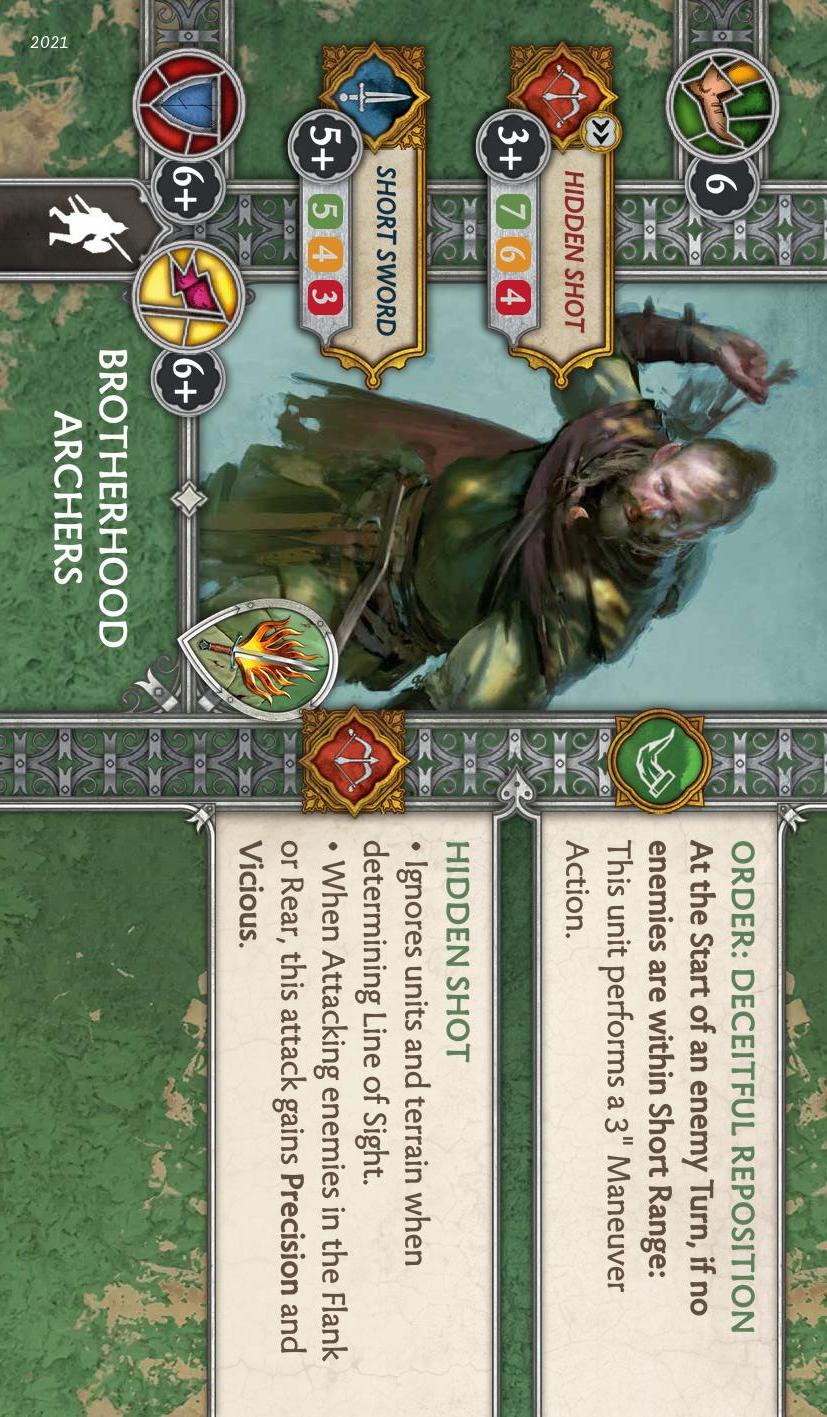 6
HIDDEN SHOT
3+
7 6 4
SHORT SWORD
5+
5 4 3
6+
6+
BROTHERHOOD
ARCHERS
ORDER: DECEITFUL REPOSITION
At the Start of an enemy Turn, if no
enemies are within Short Range:
This unit performs a 3" Maneuver
Action.
HIDDEN SHOT
• Ignores units and terrain when
determining Line of Sight.
• When Attacking enemies in the Flank
or Rear, this attack gains Precision and
Vicious.
2021